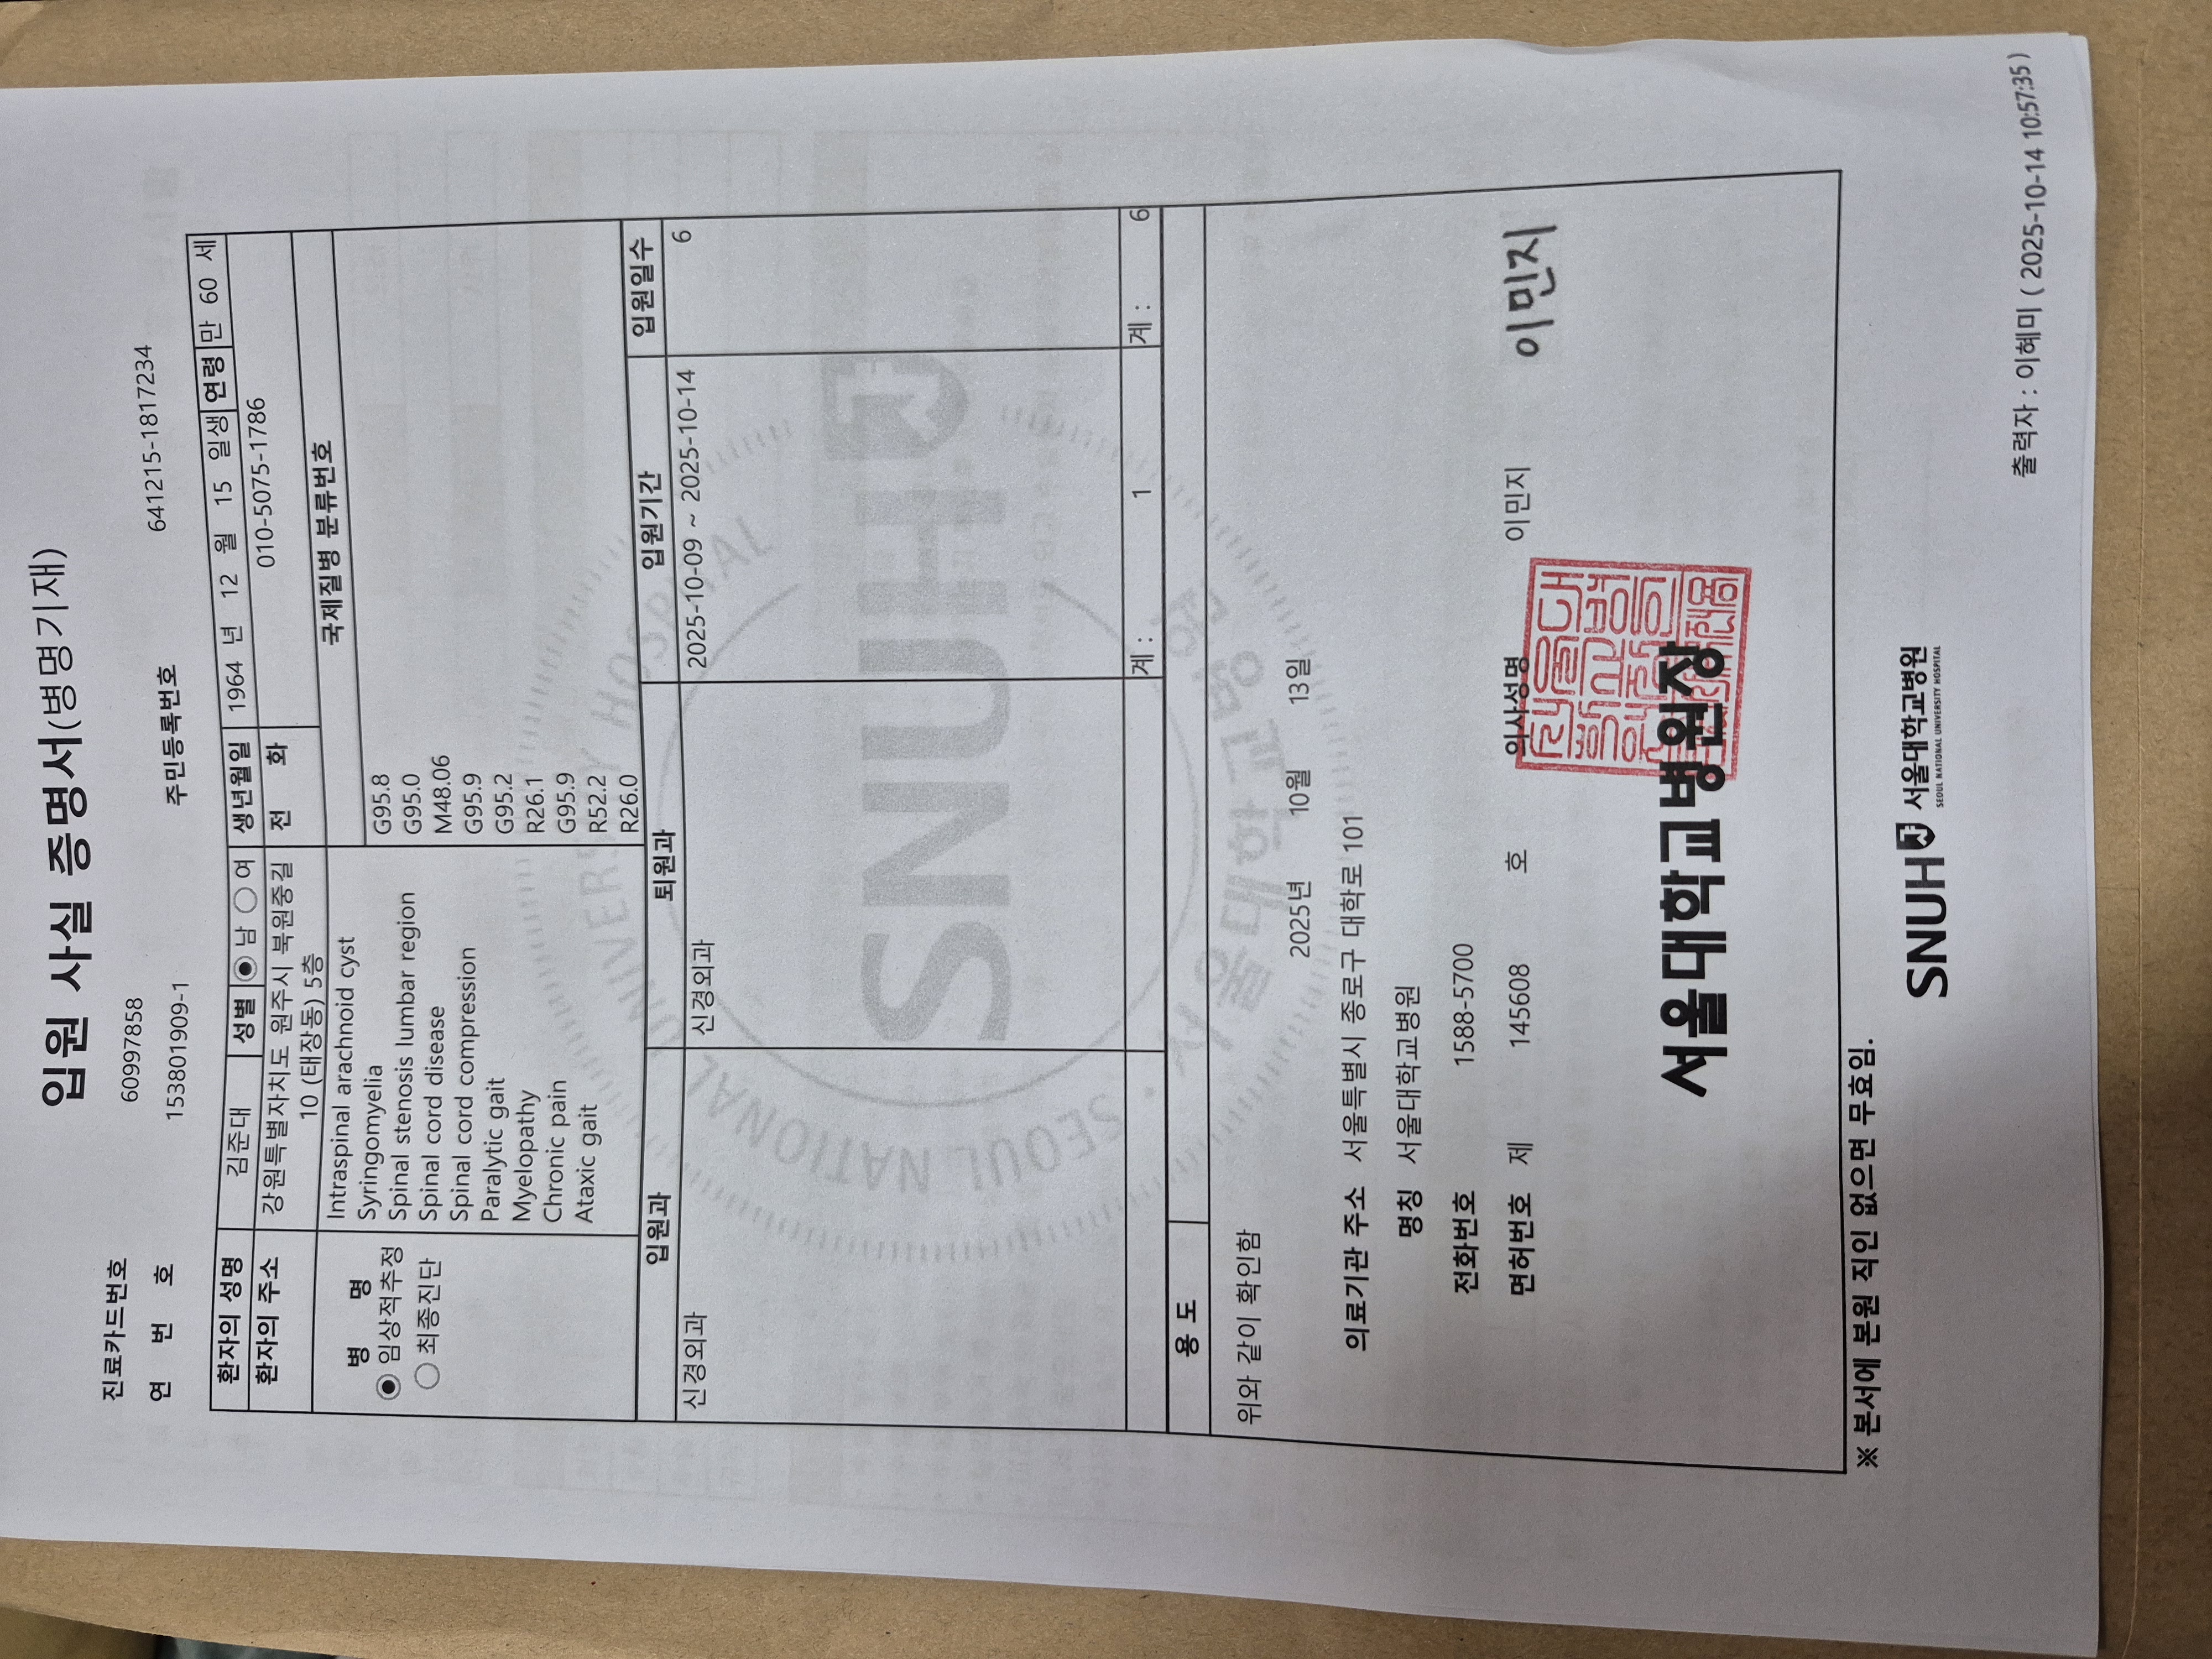 입원 사실 증명서(병명기재)
진료카드번호 609978858
연 번 호 153801909-1 주민등록번호 641215-1817234
환자의 성명 김준대 성별 남 여 생년월일 1964 년 12 월 15 일생 연령 만 60 세
환자의 주소 강원특별자치도 원주시 북원중길 전 화 010-5075-1786
10 (태장동) 5층
병 명 국제질병 분류번호
임상적추정
최종진단
Intraspinal arachnoid cyst G95.8
Syringomyelia G95.0
Spinal stenosis lumbar region M48.06
Spinal cord disease G95.9
Spinal cord compression G95.2
Paralytic gait R26.1
Myelopathy G95.9
Chronic pain R52.2
Ataxic gait R26.0
입원과 퇴원과 입원기간 입원일수
신경외과 신경외과 2025-10-09 ~ 2025-10-14 6
계 : 1 계 : 6
용 도
위와 같이 확인함
2025년 10월 13일
의료기관 주소 서울특별시 종로구 대학로 101
명칭 서울대학교병원
전화번호 1588-5700
면허번호 제 145608 호 의사성명 이민지 이민지
서울대학교병원장
※ 본서에 본원 직인 없으면 무효임.
SNUH 서울대학교병원
SEOUL NATIONAL UNIVERSITY HOSPITAL
출력자 : 이혜미 ( 2025-10-14 10:57:35 )
SNUH
SEOUL NATIONAL UNIVERSITY HOSPITAL
서울대학교병원